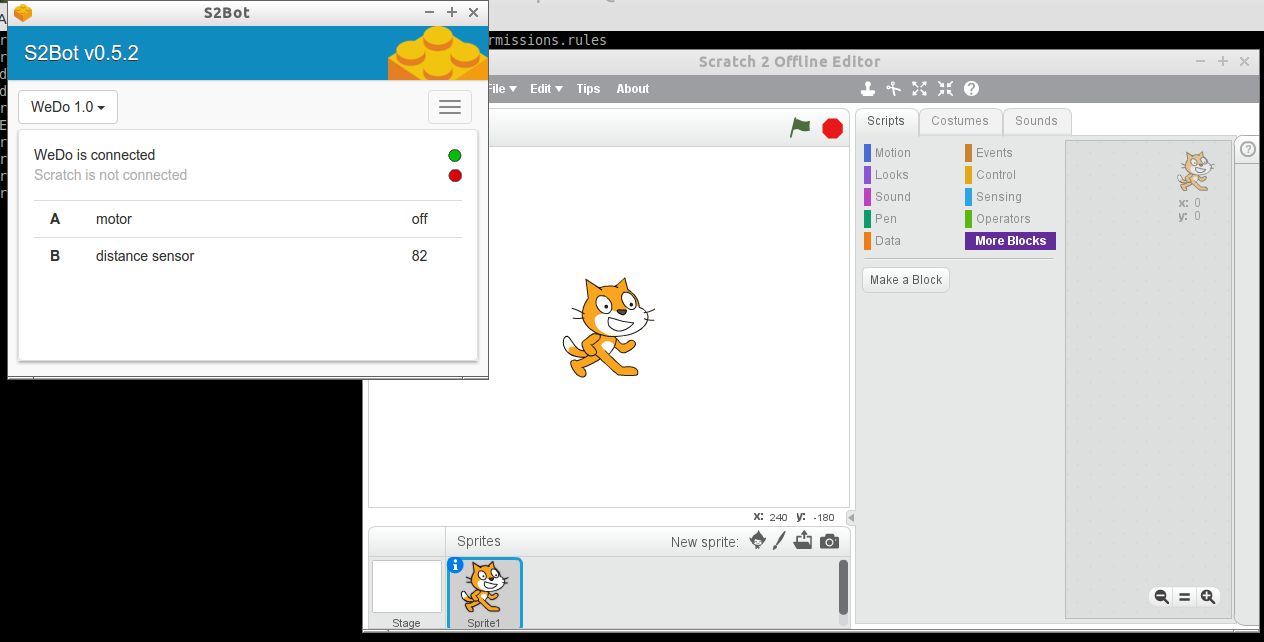 S2Bot
S2Bot v0.5.2
WeDo 1.0
WeDo is connected
Scratch is not connected
A motor off
B distance sensor 82
rmissions.rules
Scratch 2 Offline Editor
File Edit Tips About
Scripts Costumes Sounds
Motion Events
Looks Control
Sound Sensing
Pen Operators
Data More Blocks
Make a Block
x: 0
y: 0
x: 240 y: -180
Sprites New sprite:
Stage Sprite1